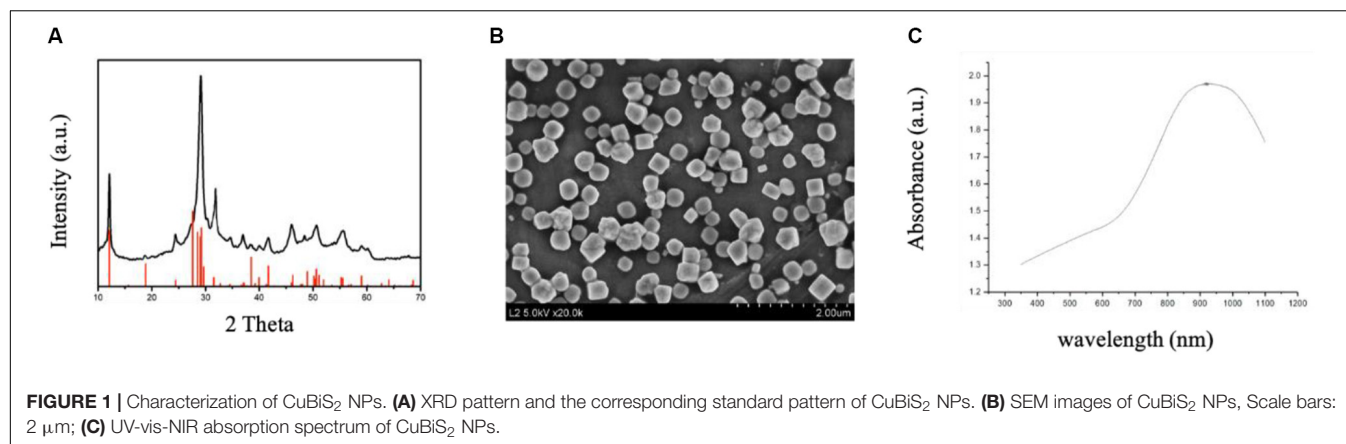 A
B
C
Intensity (a.u.)
10 20 30 40 50 60 70
2 Theta
L2 5.0kV x20.0k 2.00um
Absorbance (a.u.)
2.0
1.9
1.8
1.7
1.6
1.5
1.4
1.3
1.2
300 400 500 600 700 800 900 1000 1100 1200
wavelength (nm)
FIGURE 1 | Characterization of CuBiS₂ NPs. (A) XRD pattern and the corresponding standard pattern of CuBiS₂ NPs. (B) SEM images of CuBiS₂ NPs, Scale bars:
2 μm; (C) UV-vis-NIR absorption spectrum of CuBiS₂ NPs.